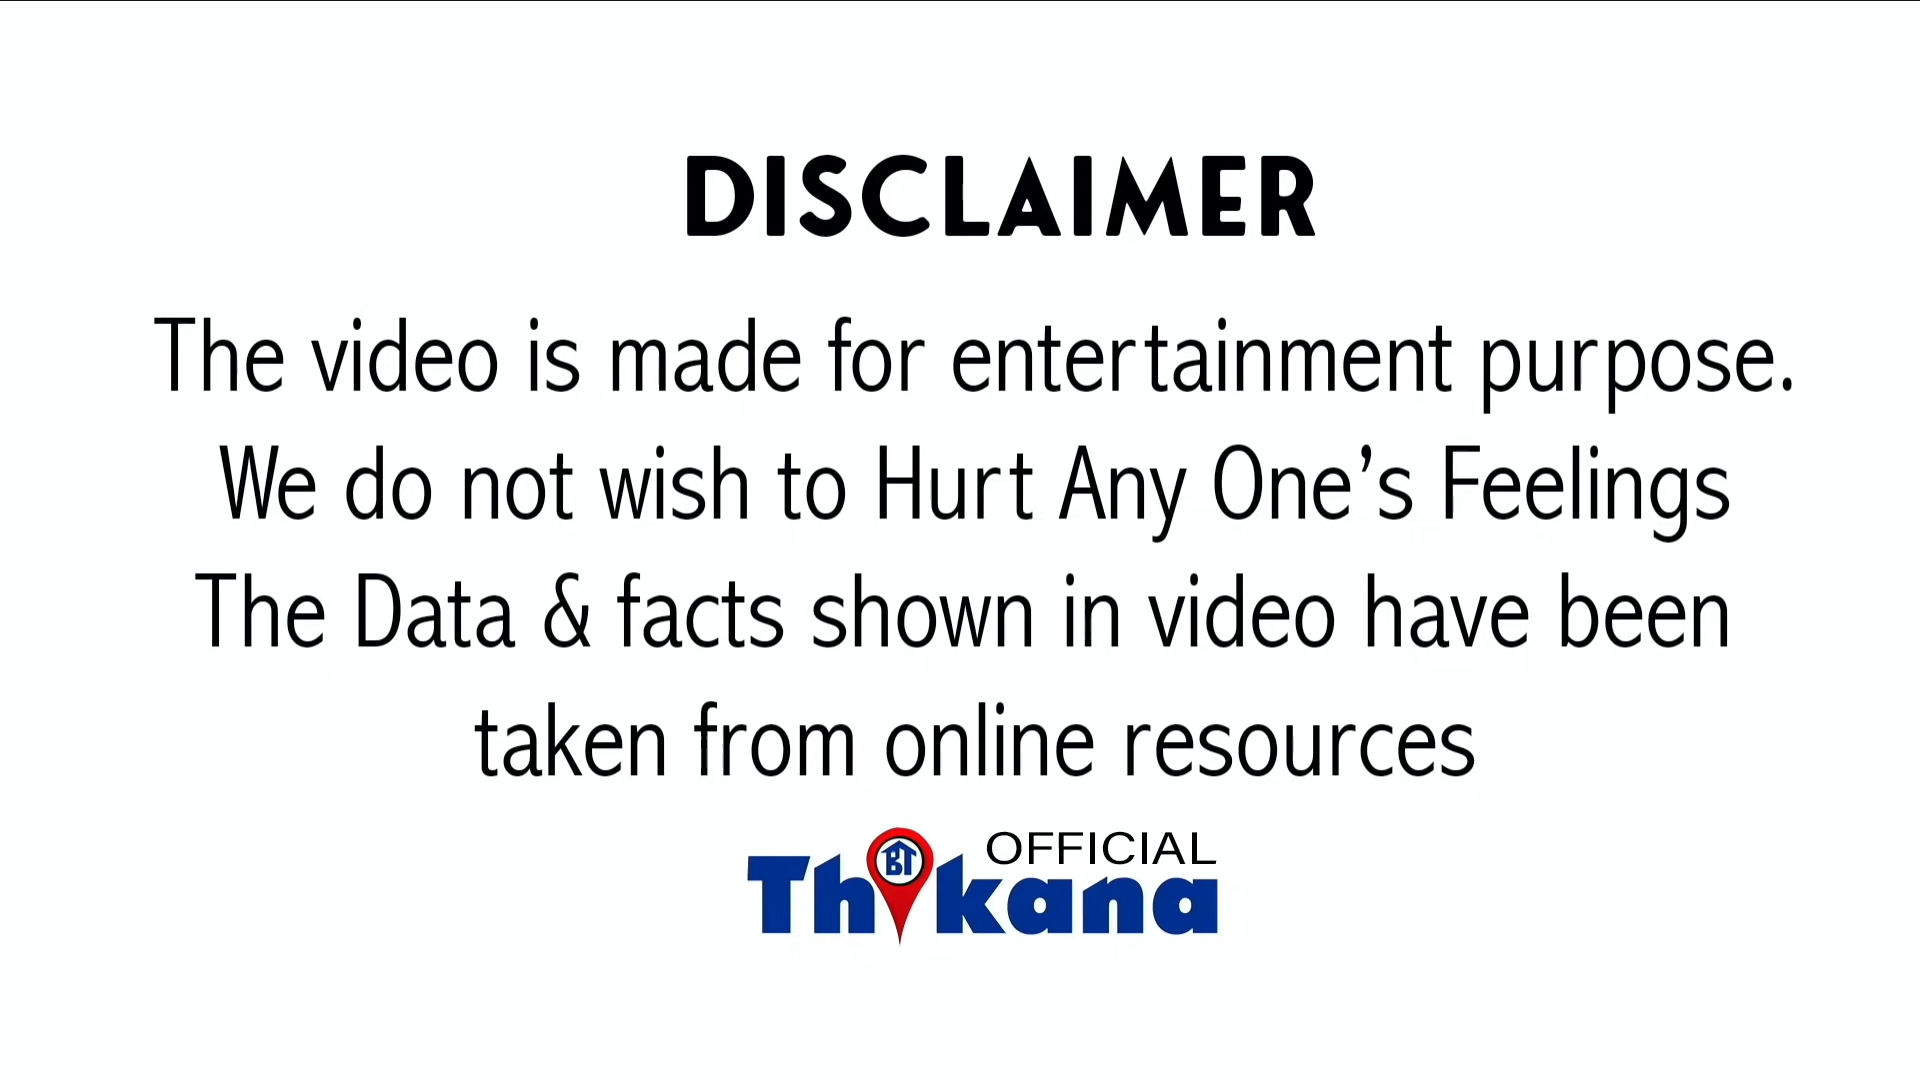 DISCLAIMER
The video is made for entertainment purpose.
We do not wish to Hurt Any One’s Feelings
The Data & facts shown in video have been
taken from online resources
OFFICIAL
BT
Thikana